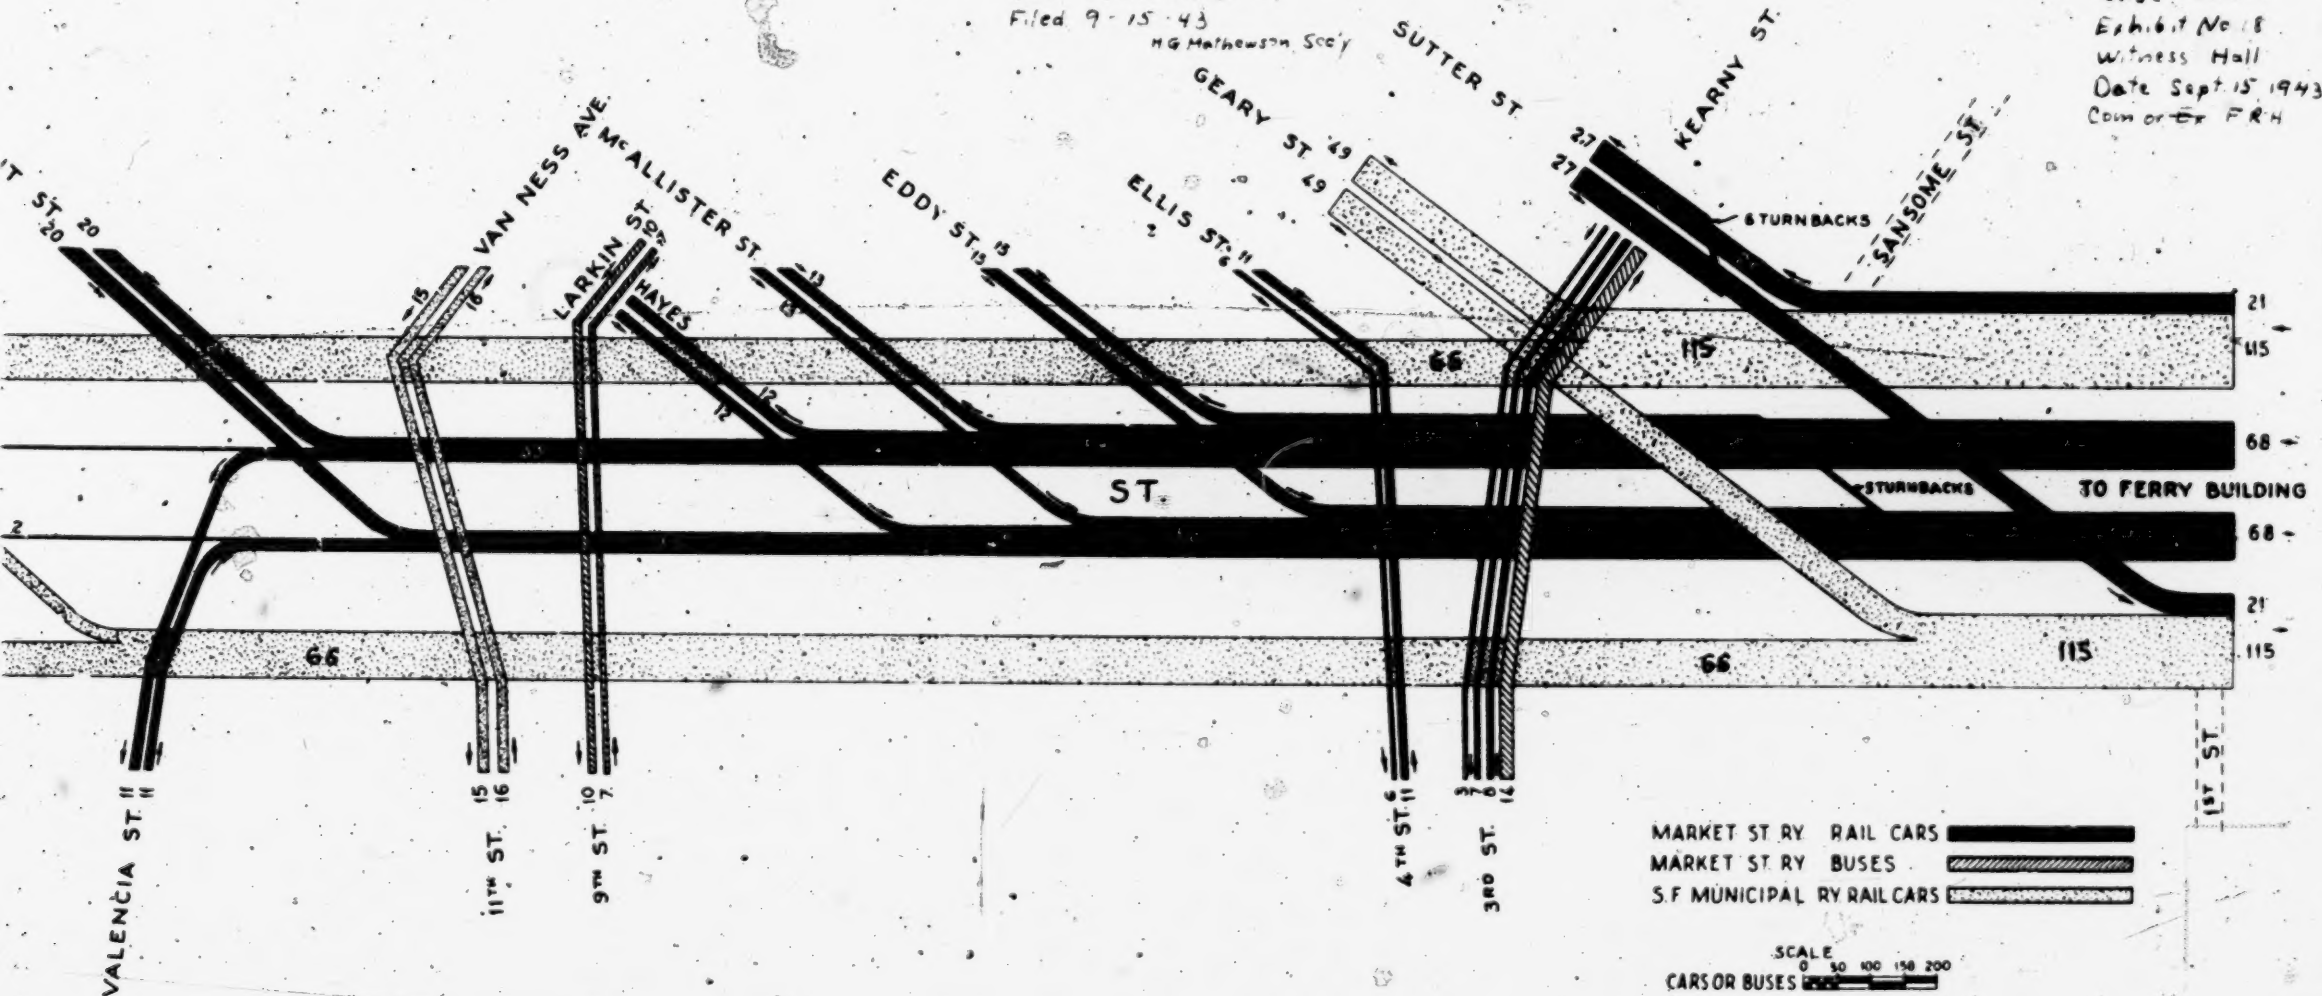 Filed 9-15-43
H G Mathewson, Sec'y
Exhibit No 18
Witness Hall
Date Sept. 15, 1943
Com or Ex F R H
T ST.
20
20
VAN NESS AVE.
15
16
LARKIN ST.
HAYES
12
12
McALLISTER ST.
13
13
EDDY ST.
15
15
ELLIS ST.
6
11
GEARY ST.
49
49
SUTTER ST.
27
27
KEARNY ST.
6 TURNBACKS
SANSOME ST.
66
115
21
115
68
ST.
5 TURNBACKS
TO FERRY BUILDING
68
2
21
66
66
115
115
VALENCIA ST.
11
11
11TH ST.
15
16
9TH ST.
10
7
4TH ST.
6
11
3RD ST.
14
1ST ST.
MARKET ST RY. RAIL CARS
MARKET ST RY BUSES
S.F MUNICIPAL RY. RAIL CARS
SCALE
0 50 100 150 200
CARS OR BUSES